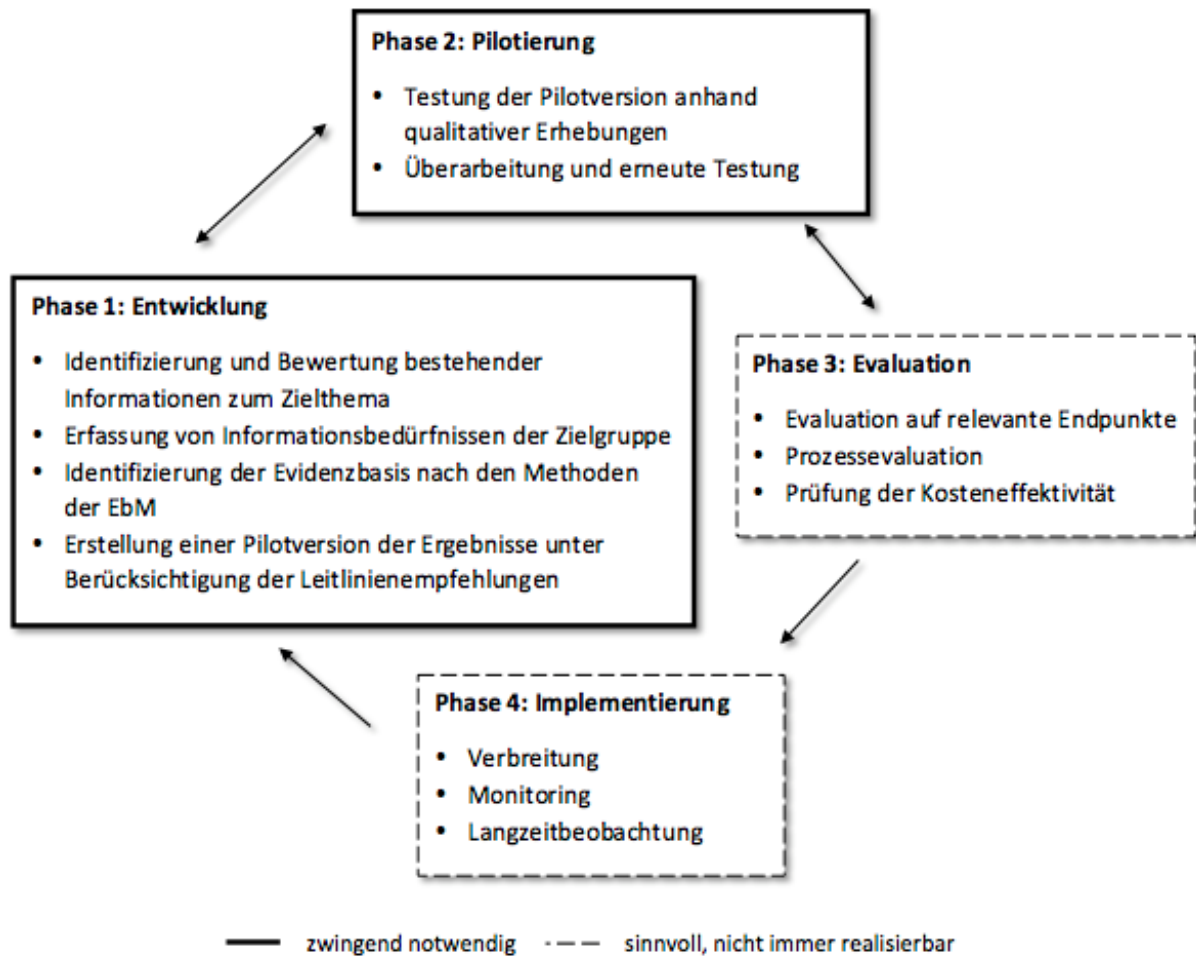 Phase 2: Pilotierung
• Testung der Pilotversion anhand
qualitativer Erhebungen
• Überarbeitung und erneute Testung
Phase 1: Entwicklung
• Identifizierung und Bewertung bestehender
Informationen zum Zielthema
• Erfassung von Informationsbedürfnissen der Zielgruppe
• Identifizierung der Evidenzbasis nach den Methoden
der EbM
• Erstellung einer Pilotversion der Ergebnisse unter
Berücksichtigung der Leitlinienempfehlungen
Phase 3: Evaluation
• Evaluation auf relevante Endpunkte
• Prozessevaluation
• Prüfung der Kosteneffektivität
Phase 4: Implementierung
• Verbreitung
• Monitoring
• Langzeitbeobachtung
zwingend notwendig
sinnvoll, nicht immer realisierbar